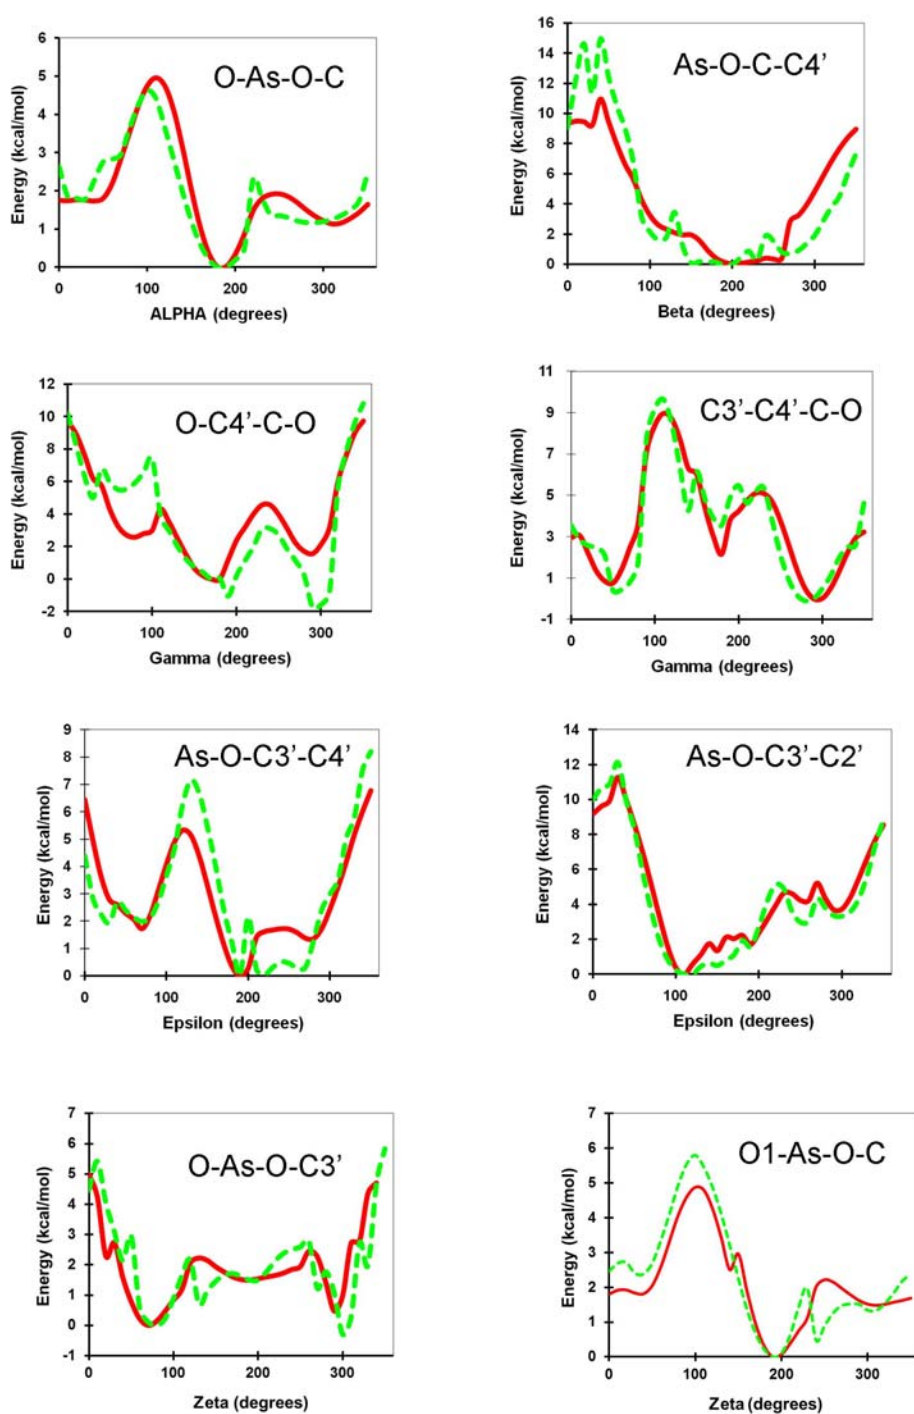 O-As-O-C
Energy (kcal/mol)
6
5
4
3
2
1
0
0 100 200 300
ALPHA (degrees)
As-O-C-C4’
Energy (kcal/mol)
16
14
12
10
8
6
4
2
0
0 100 200 300
Beta (degrees)
O-C4’-C-O
Energy (kcal/mol)
12
10
8
6
4
2
0
-2
0 100 200 300
Gamma (degrees)
C3’-C4’-C-O
Energy (kcal/mol)
11
9
7
5
3
1
-1
0 100 200 300
Gamma (degrees)
As-O-C3’-C4’
Energy (kcal/mol)
9
8
7
6
5
4
3
2
1
0
0 100 200 300
Epsilon (degrees)
As-O-C3’-C2’
Energy (kcal/mol)
14
12
10
8
6
4
2
0
0 100 200 300
Epsilon (degrees)
O-As-O-C3’
Energy (kcal/mol)
7
6
5
4
3
2
1
0
-1
0 100 200 300
Zeta (degrees)
O1-As-O-C
Energy (kcal/mol)
7
6
5
4
3
2
1
0
0 100 200 300
Zeta (degrees)